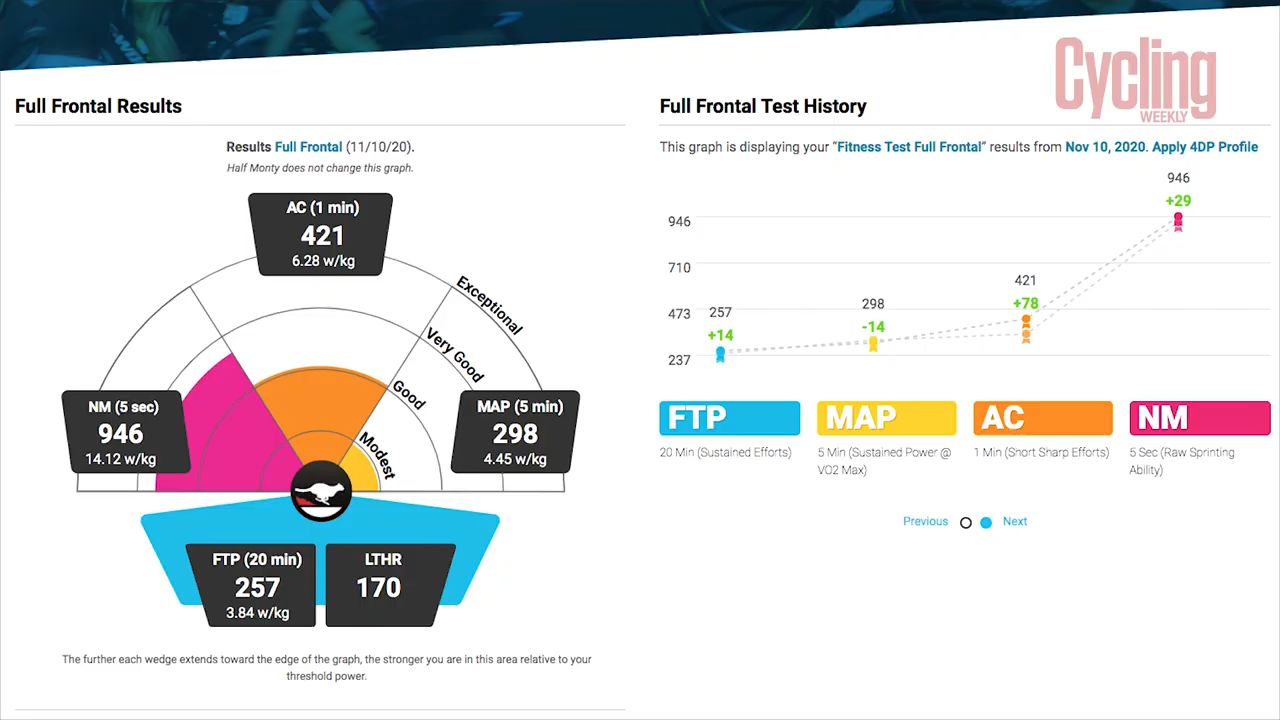 Cycling
WEEKLY
Full Frontal Results
Results Full Frontal (11/10/20).
Half Monty does not change this graph.
AC (1 min)
421
6.28 w/kg
Exceptional
Very Good
Good
Modest
NM (5 sec)
946
14.12 w/kg
MAP (5 min)
298
4.45 w/kg
FTP (20 min)
257
3.84 w/kg
LTHR
170
The further each wedge extends toward the edge of the graph, the stronger you are in this area relative to your
threshold power.
Full Frontal Test History
This graph is displaying your “Fitness Test Full Frontal” results from Nov 10, 2020. Apply 4DP Profile
946
+29
946
710
421
+78
473
298
-14
257
+14
237
FTP
20 Min (Sustained Efforts)
MAP
5 Min (Sustained Power @
VO2 Max)
AC
1 Min (Short Sharp Efforts)
NM
5 Sec (Raw Sprinting
Ability)
Previous
Next